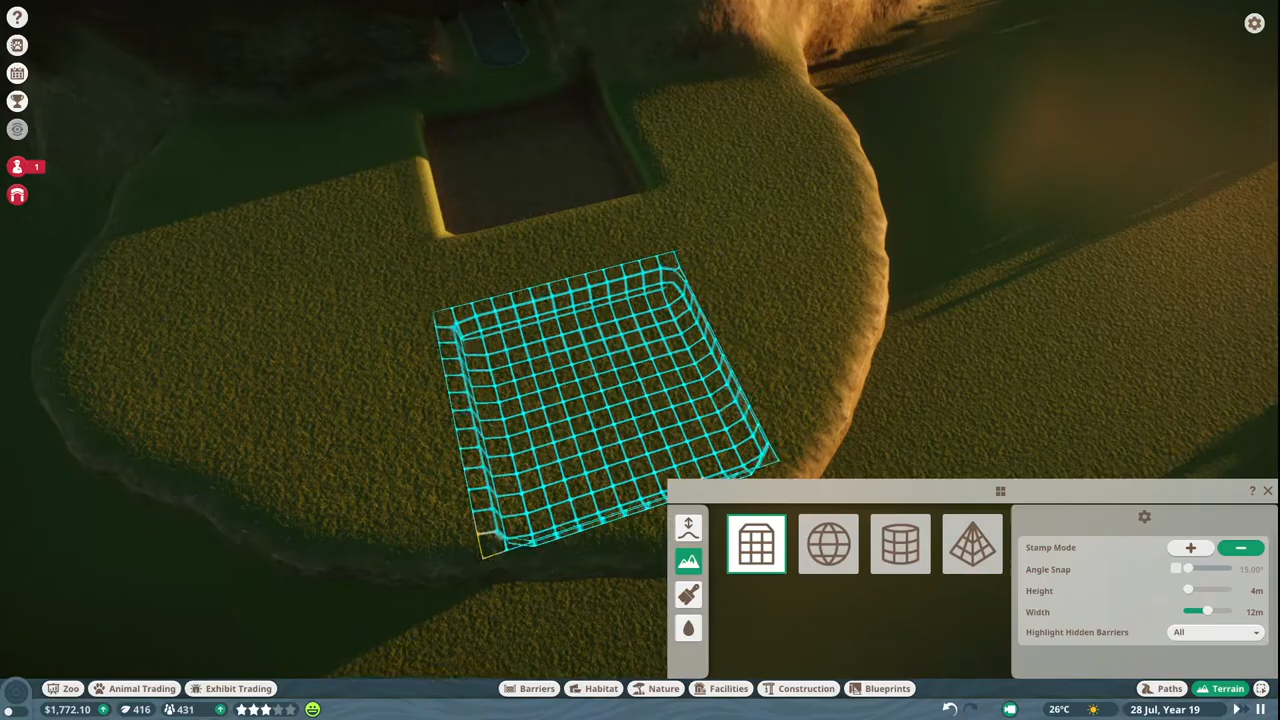 ?
1
? ×
Stamp Mode + −
Angle Snap 15.00°
Height 4m
Width 12m
Highlight Hidden Barriers All
Zoo Animal Trading Exhibit Trading Barriers Habitat Nature Facilities Construction Blueprints Paths Terrain
$1,772.10 416 431 26°C 28 Jul, Year 19